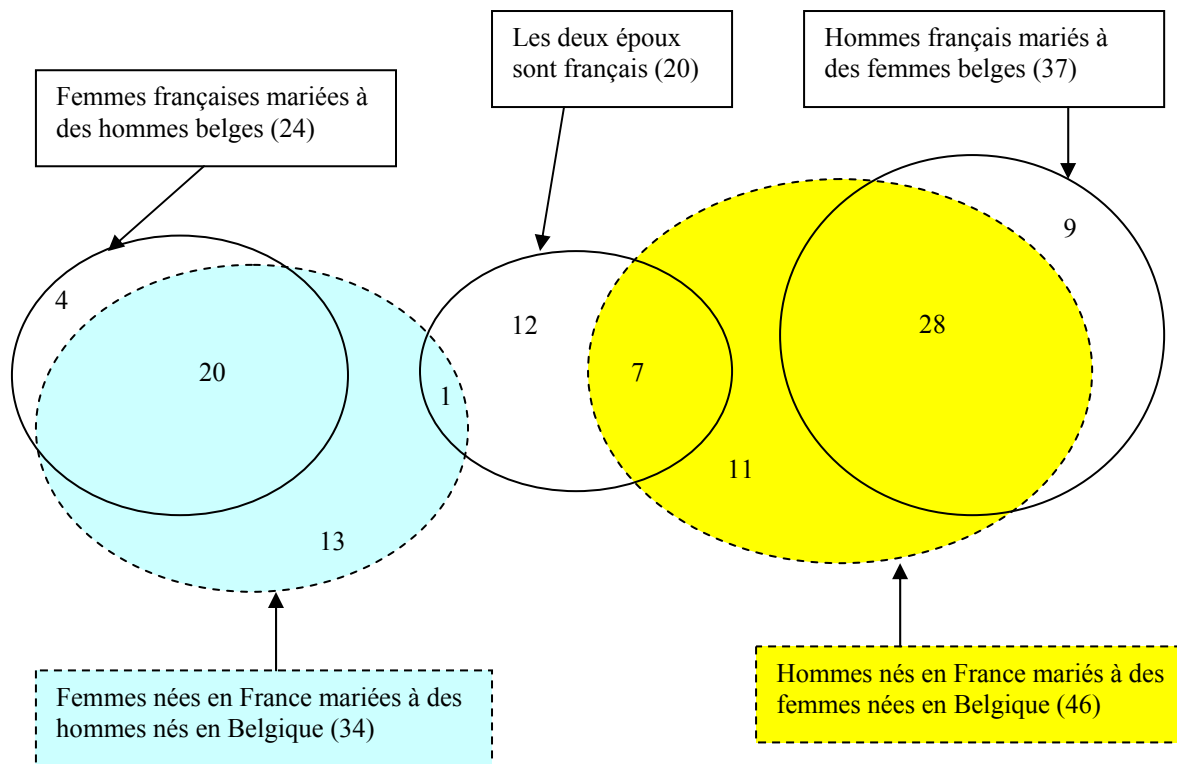 Les deux époux
sont français (20)
Hommes français mariés à
des femmes belges (37)
Femmes françaises mariées à
des hommes belges (24)
9
4
12
28
20
7
1
11
13
Femmes nées en France mariées à des
hommes nés en Belgique (34)
Hommes nés en France mariés à des
femmes nées en Belgique (46)